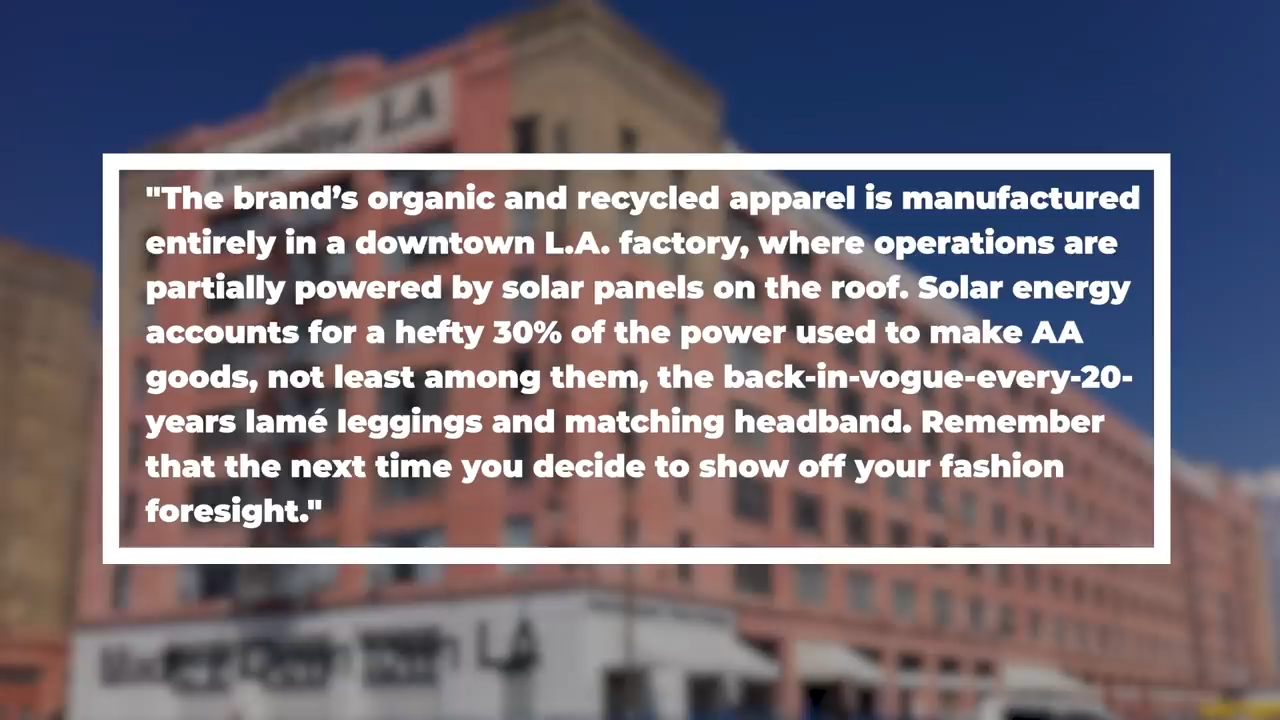 "The brand’s organic and recycled apparel is manufactured
entirely in a downtown L.A. factory, where operations are
partially powered by solar panels on the roof. Solar energy
accounts for a hefty 30% of the power used to make AA
goods, not least among them, the back-in-vogue-every-20-
years lamé leggings and matching headband. Remember
that the next time you decide to show off your fashion
foresight."
LA
LA